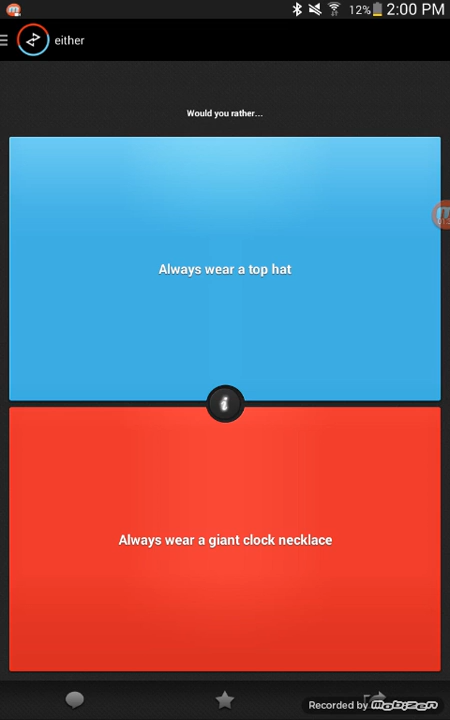 12% 2:00 PM
either
Would you rather...
Always wear a top hat
i
Always wear a giant clock necklace
Recorded by mobizen